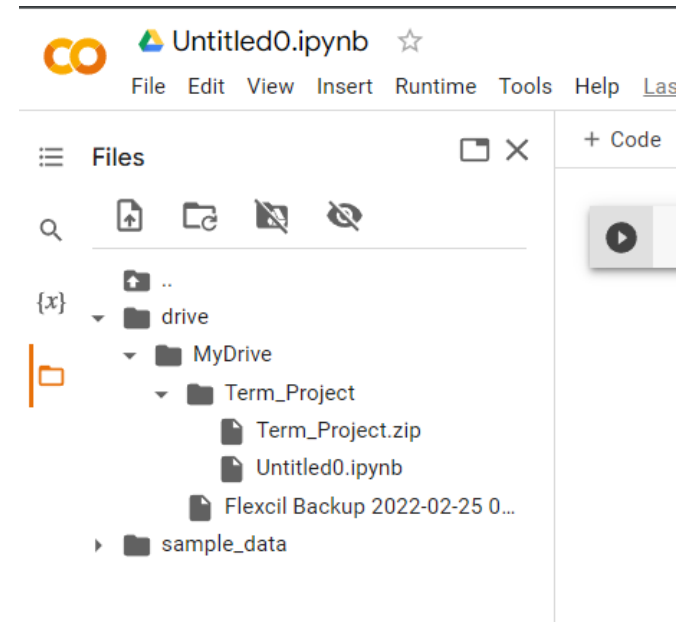 Untitled0.ipynb
File Edit View Insert Runtime Tools Help Las
Files
+ Code
{x}
..
drive
MyDrive
Term_Project
Term_Project.zip
Untitled0.ipynb
Flexcil Backup 2022-02-25 0...
sample_data